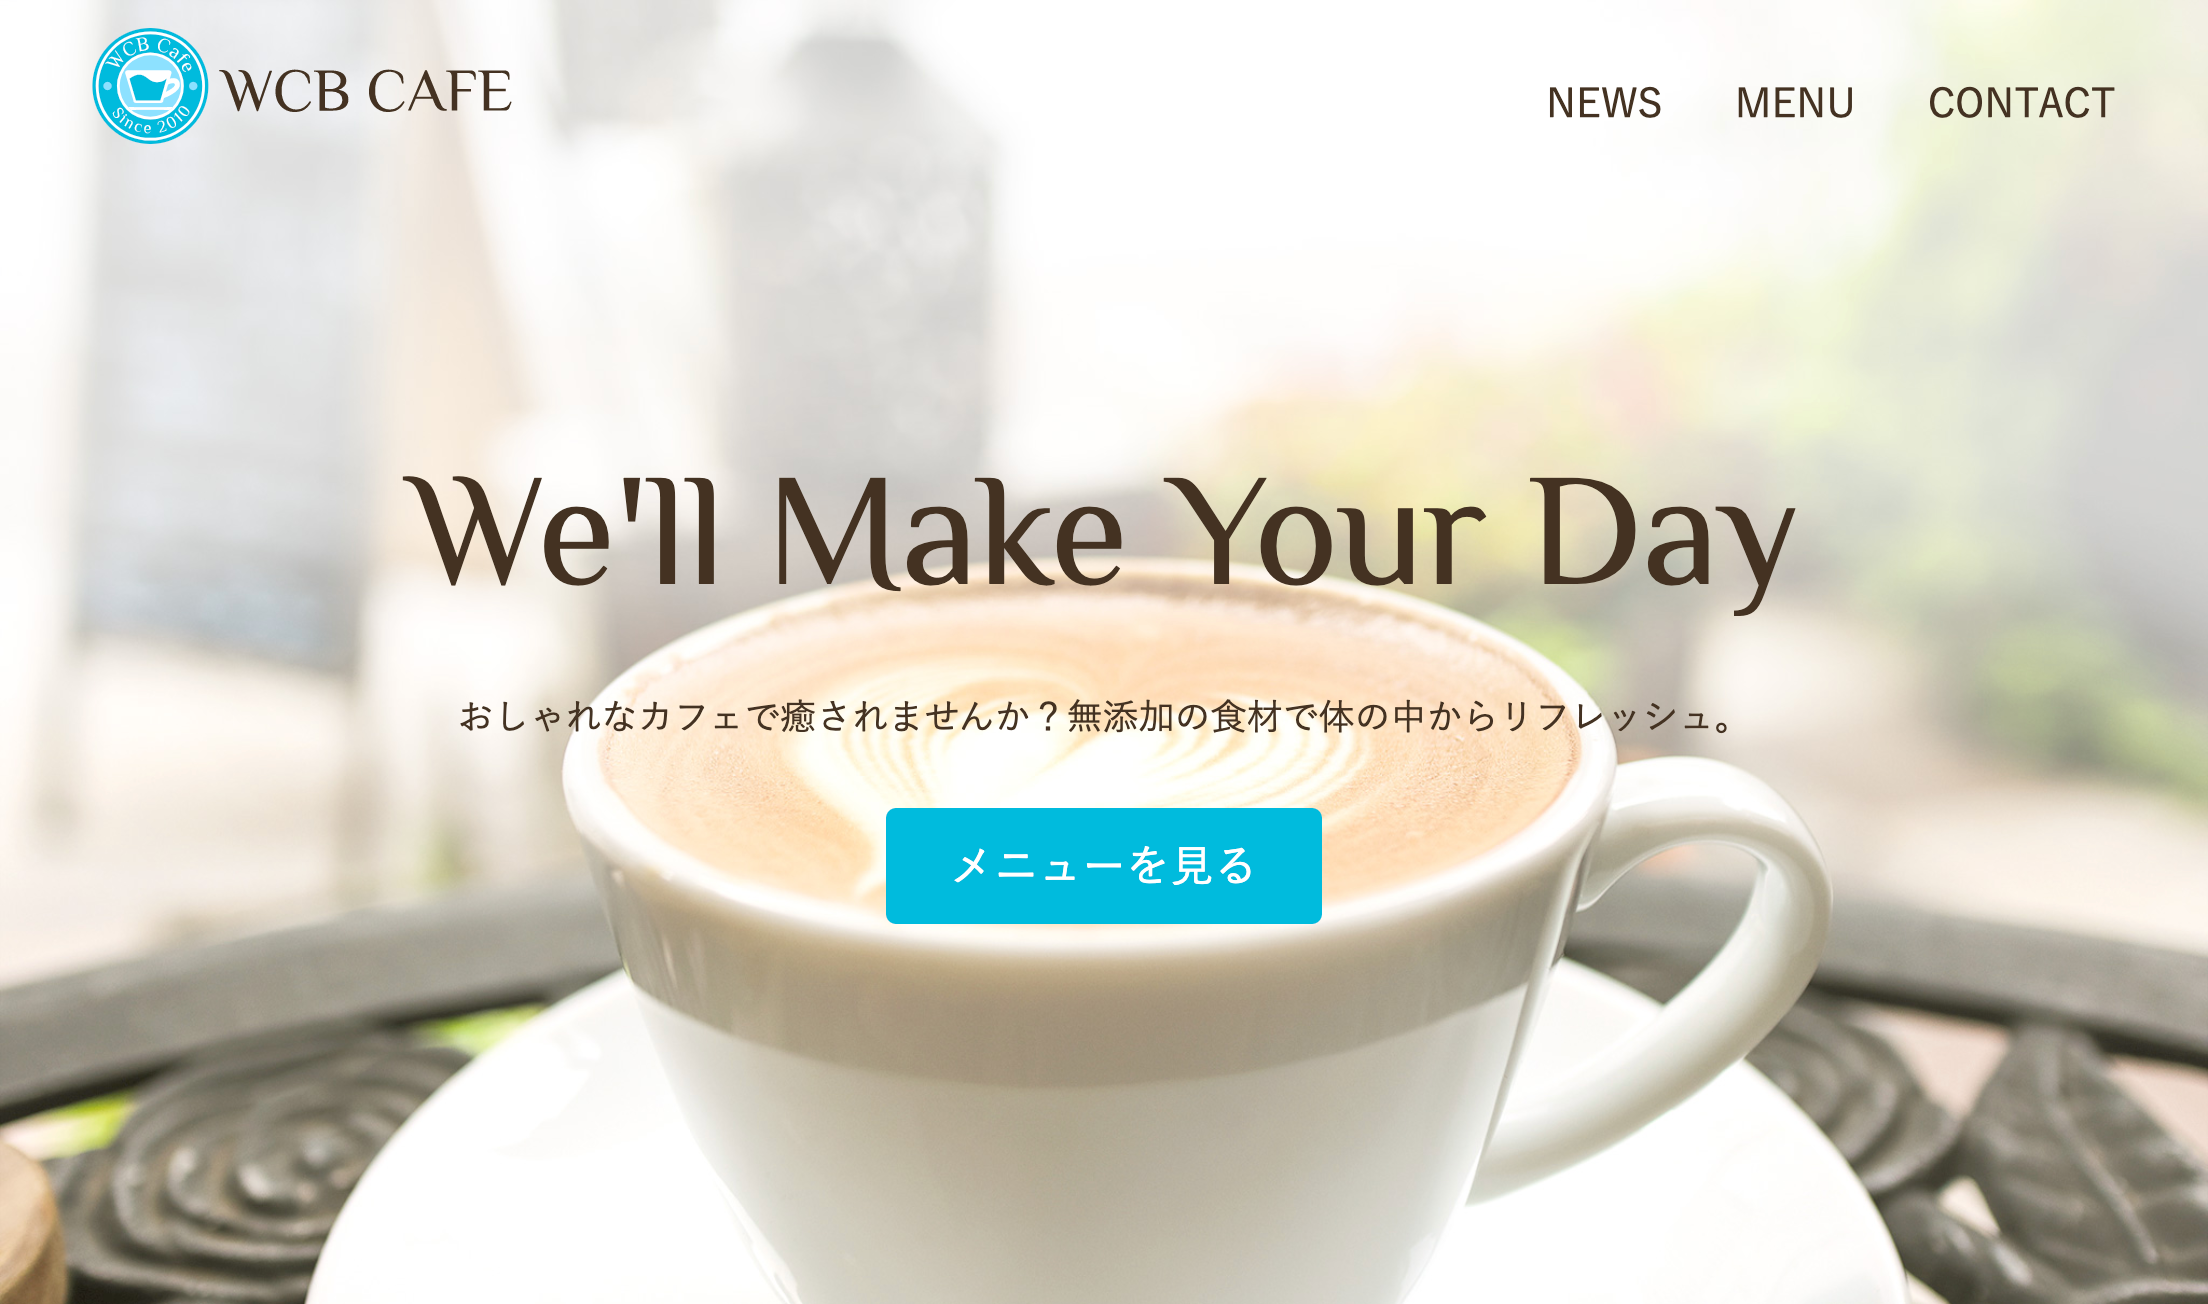 WCB Cafe
Since 2010
WCB CAFE
NEWS MENU CONTACT
We'll Make Your Day
おしゃれなカフェで癒されませんか？無添加の食材で体の中からリフレッシュ。
メニューを見る